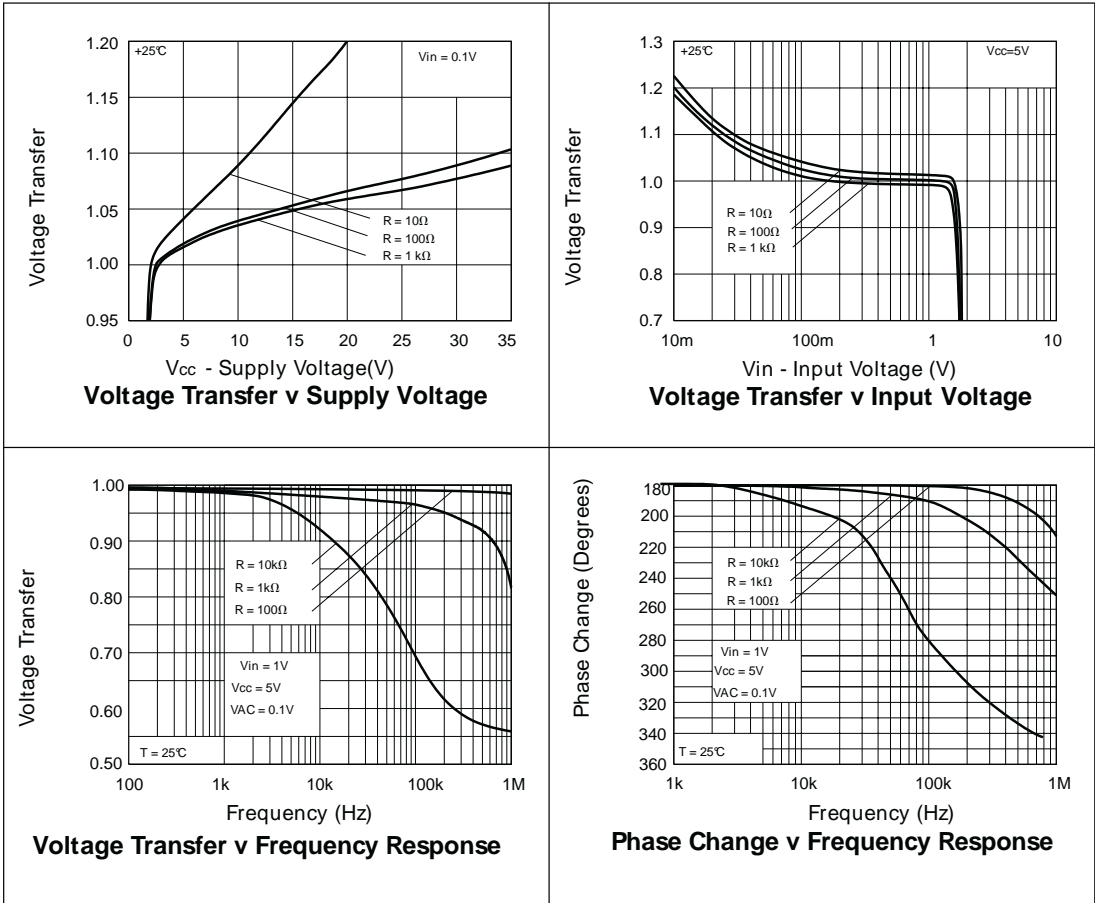 1.20
1.15
1.10
1.05
1.00
0.95
Voltage Transfer
+25°C
Vin = 0.1V
R = 10Ω
R = 100Ω
R = 1 kΩ
0 5 10 15 20 25 30 35
Vcc - Supply Voltage(V)
Voltage Transfer v Supply Voltage
1.3
1.2
1.1
1.0
0.9
0.8
0.7
Voltage Transfer
+25°C
Vcc=5V
R = 10Ω
R = 100Ω
R = 1 kΩ
10m 100m 1 10
Vin - Input Voltage (V)
Voltage Transfer v Input Voltage
1.00
0.90
0.80
0.70
0.60
0.50
Voltage Transfer
R = 10kΩ
R = 1kΩ
R = 100Ω
Vin = 1V
Vcc = 5V
VAC = 0.1V
T = 25°C
100 1k 10k 100k 1M
Frequency (Hz)
Voltage Transfer v Frequency Response
180
200
220
240
260
280
300
320
340
360
Phase Change (Degrees)
R = 10kΩ
R = 1kΩ
R = 100Ω
Vin = 1V
Vcc = 5V
VAC = 0.1V
T = 25°C
1k 10k 100k 1M
Frequency (Hz)
Phase Change v Frequency Response